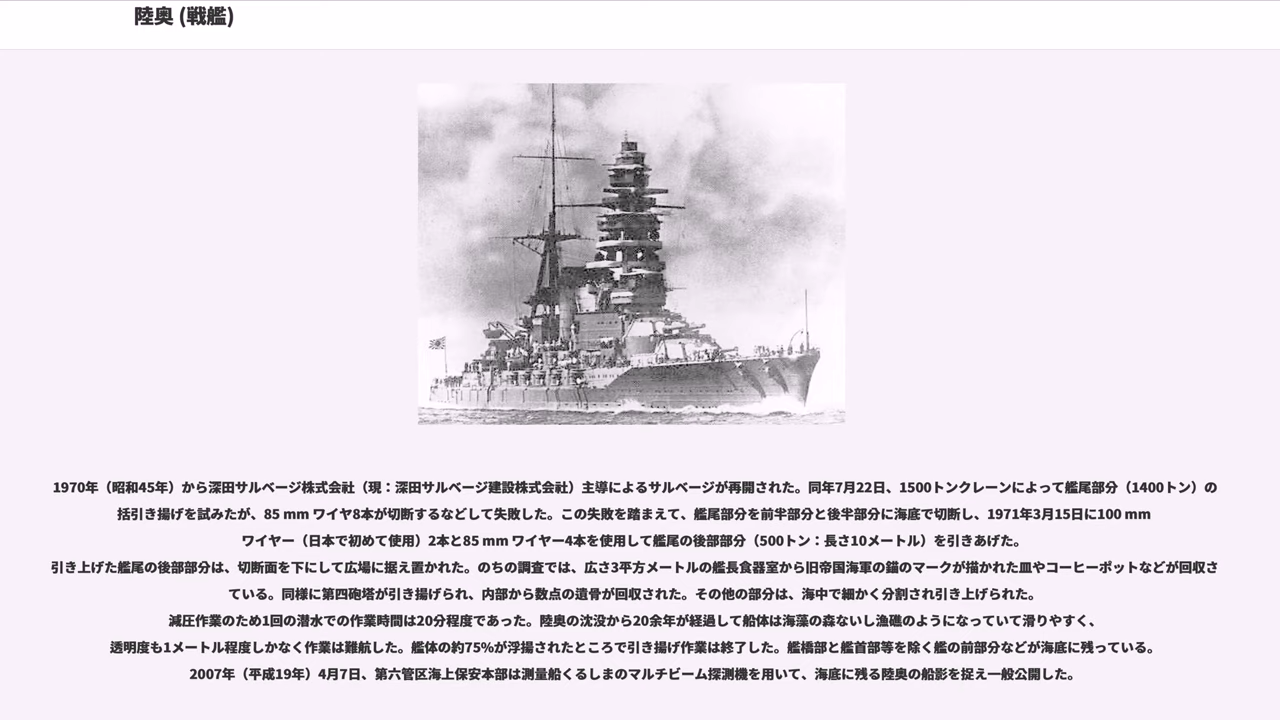 陸奥 (戦艦)
1970年（昭和45年）から深田サルベージ株式会社（現：深田サルベージ建設株式会社）主導によるサルベージが再開された。同年7月22日、1500トンクレーンによって艦尾部分（1400トン）の
括引き揚げを試みたが、85 mm ワイヤ8本が切断するなどして失敗した。この失敗を踏まえて、艦尾部分を前半部分と後半部分に海底で切断し、1971年3月15日に100 mm
ワイヤー（日本で初めて使用）2本と85 mm ワイヤー4本を使用して艦尾の後部部分（500トン：長さ10メートル）を引きあげた。
引き上げた艦尾の後部部分は、切断面を下にして広場に据え置かれた。のちの調査では、広さ3平方メートルの艦長食器室から旧帝国海軍の錨のマークが描かれた皿やコーヒーポットなどが回収さ
ている。同様に第四砲塔が引き揚げられ、内部から数点の遺骨が回収された。その他の部分は、海中で細かく分割され引き上げられた。
減圧作業のため1回の潜水での作業時間は20分程度であった。陸奥の沈没から20余年が経過して船体は海藻の森ないし漁礁のようになっていて滑りやすく、
透明度も1メートル程度しかなく作業は難航した。艦体の約75%が浮揚されたところで引き揚げ作業は終了した。艦橋部と艦首部等を除く艦の前部分などが海底に残っている。
2007年（平成19年）4月7日、第六管区海上保安本部は測量船くるしまのマルチビーム探測機を用いて、海底に残る陸奥の船影を捉え一般公開した。